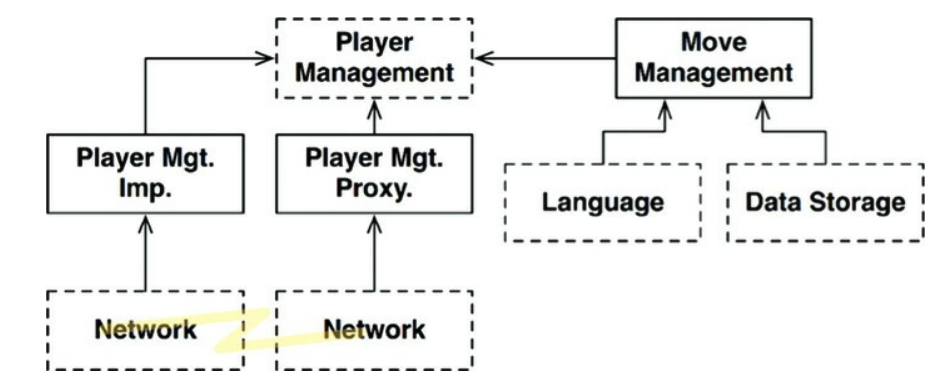 Player
Management
Move
Management
Player Mgt.
Imp.
Player Mgt.
Proxy.
Language
Data Storage
Network
Network